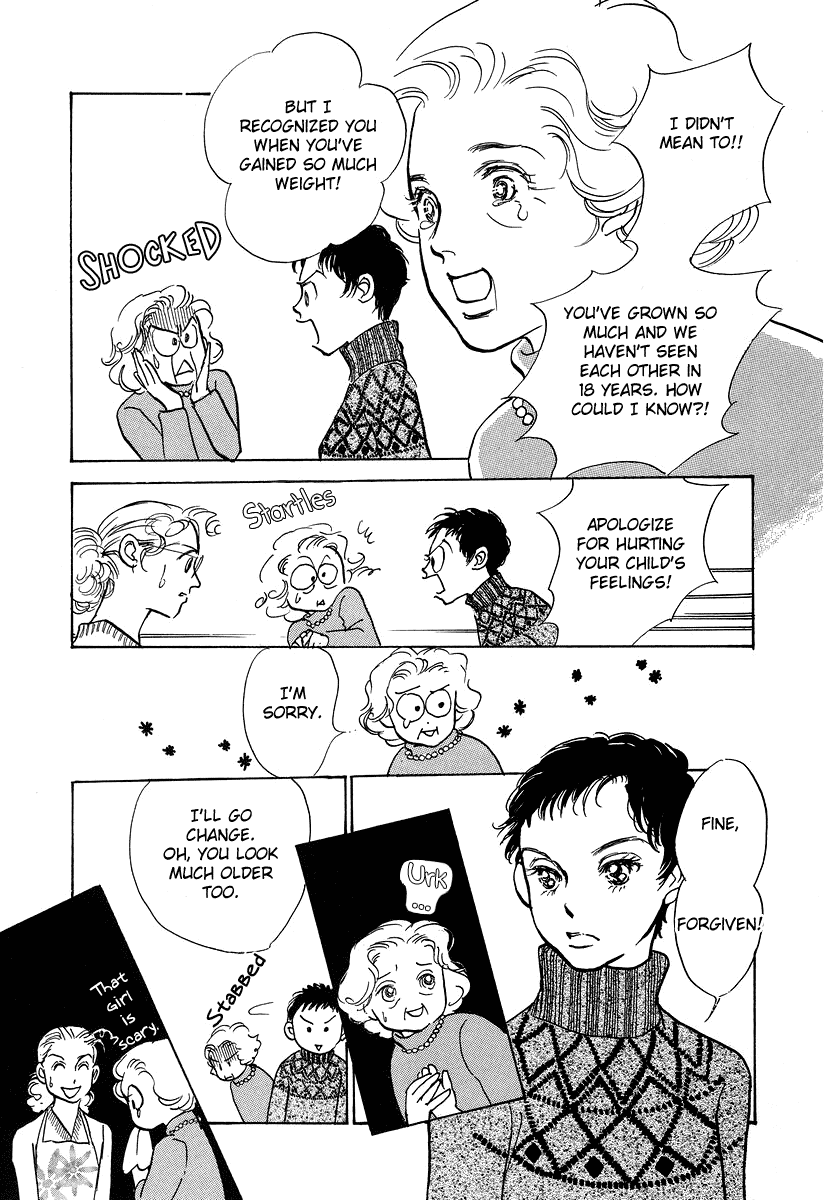 I DIDN'T
MEAN TO!!
YOU'VE GROWN SO
MUCH AND WE
HAVEN'T SEEN
EACH OTHER IN
18 YEARS. HOW
COULD I KNOW?!
BUT I
RECOGNIZED YOU
WHEN YOU'VE
GAINED SO MUCH
WEIGHT!
SHOCKED
APOLOGIZE
FOR HURTING
YOUR CHILD'S
FEELINGS!
Startles
I'M
SORRY.
FINE,
FORGIVEN!
Urk
...
I'LL GO
CHANGE.
OH, YOU LOOK
MUCH OLDER
TOO.
StaBBed
That
Girl
is
scary.